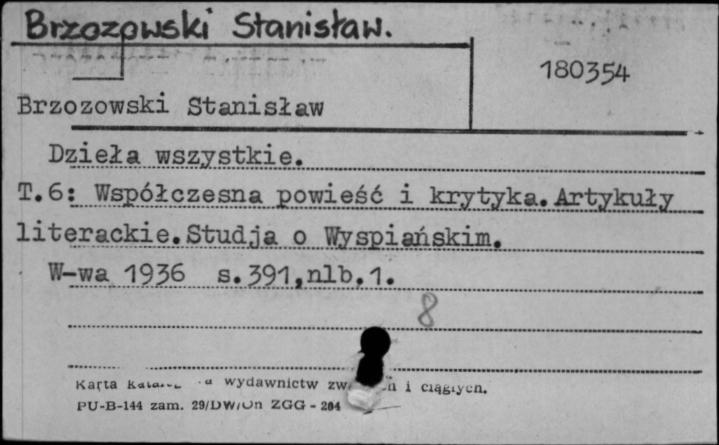 Brzozowski Stanisław.
180354
Brzozowski Stanisław
Dzieła wszystkie.
T.6: Współczesna powieść i krytyka.Artykuły
literackie.Studja o Wyspiańskim.
W-wa 1936 s.391,nlb.1.
8
Karta wydawnictw i ciągłych.
PU-B-144 zam. 29/DW/On ZGG - 204